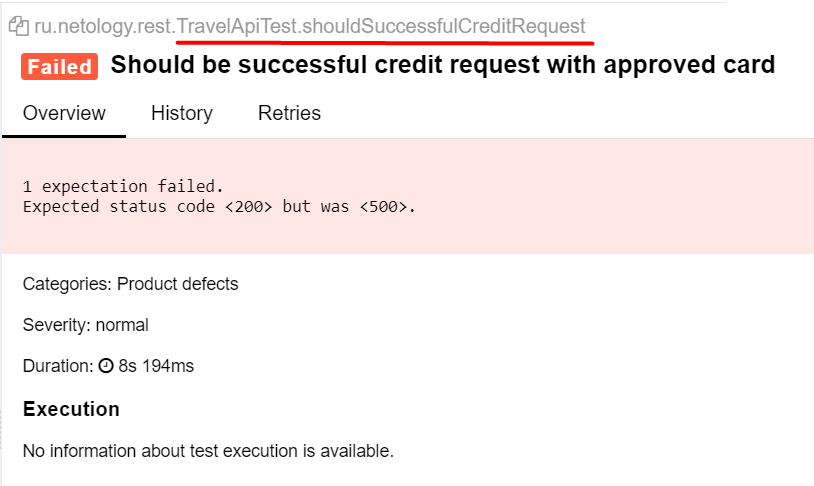 ru.netology.rest.TravelApiTest.shouldSuccessfulCreditRequest
Failed Should be successful credit request with approved card
Overview History Retries
1 expectation failed.
Expected status code <200> but was <500>.
Categories: Product defects
Severity: normal
Duration: 8s 194ms
Execution
No information about test execution is available.